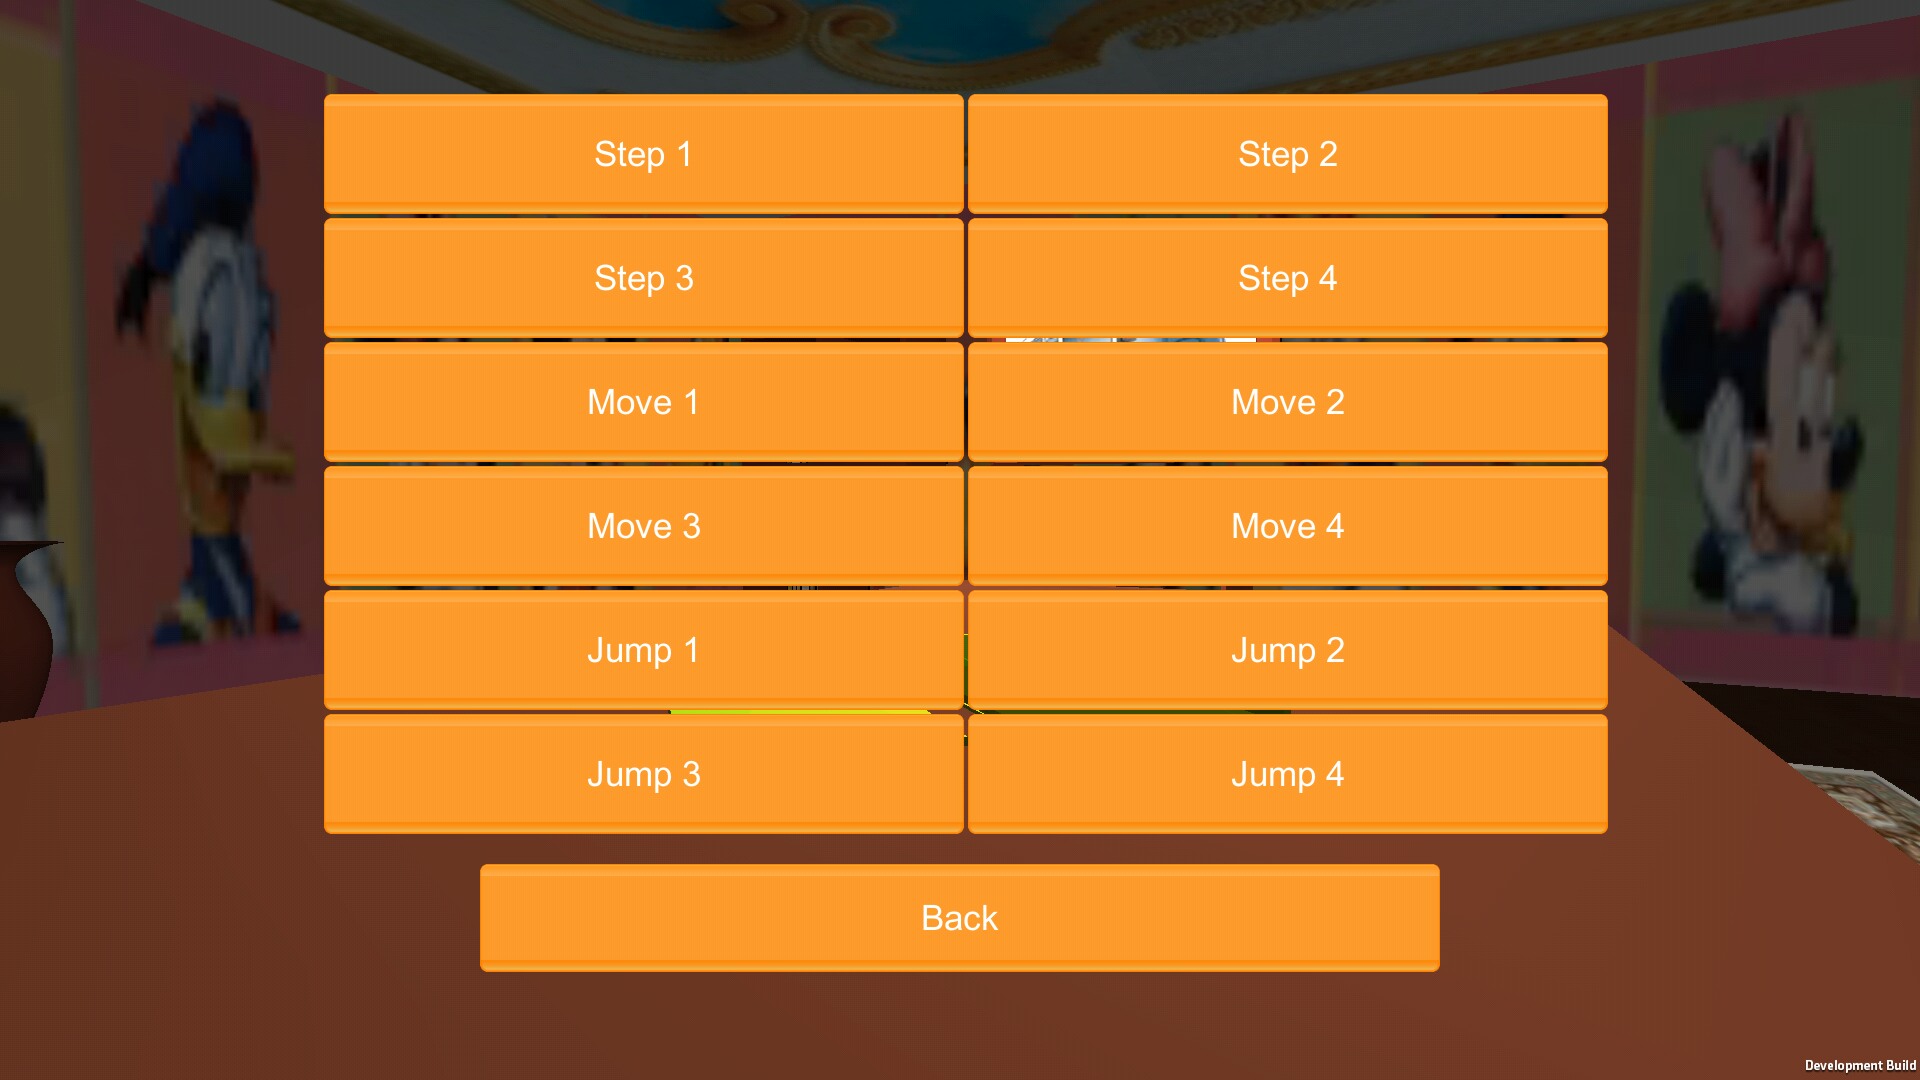 Step 1
Step 2
Step 3
Step 4
Move 1
Move 2
Move 3
Move 4
Jump 1
Jump 2
Jump 3
Jump 4
Back
Development Build